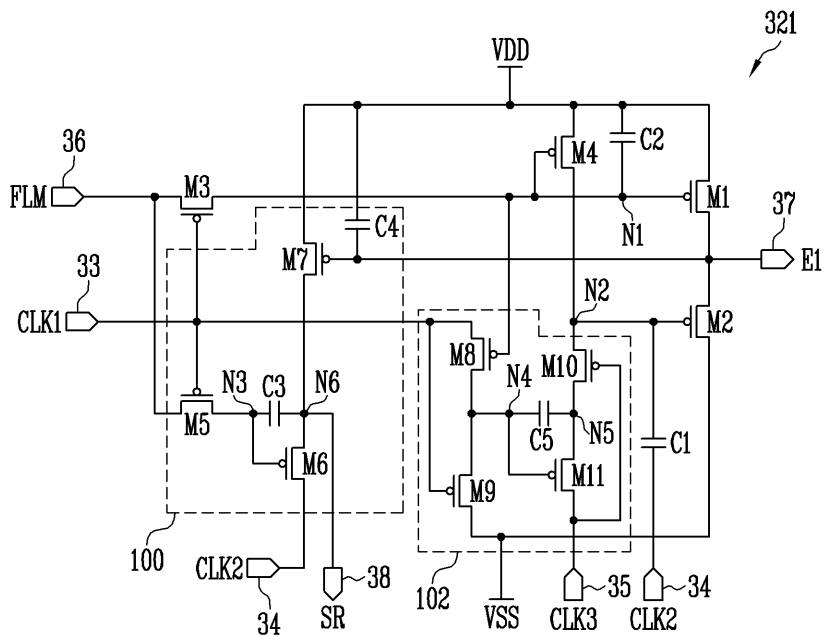 321
VDD
36
FLM
M3
M4
C2
M1
N1
37
E1
C4
M7
33
CLK1
N2
M2
M8
M10
N3
C3
N6
N4
M5
C5
N5
C1
M6
M9
M11
100
CLK2
34
38
SR
102
VSS
35
CLK3
34
CLK2